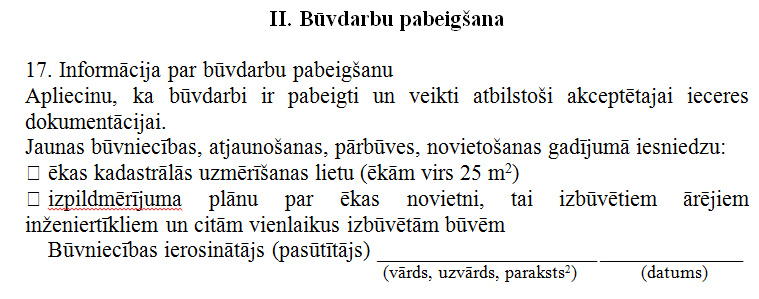 II. Būvdarbu pabeigšana
17. Informācija par būvdarbu pabeigšanu
Apliecinu, ka būvdarbi ir pabeigti un veikti atbilstoši akceptētajai ieceres
dokumentācijai.
Jaunas būvniecības, atjaunošanas, pārbūves, novietošanas gadījumā iesniedzu:
□ ēkas kadastrālās uzmērīšanas lietu (ēkām virs 25 m²)
□ izpildmērījuma plānu par ēkas novietni, tai izbūvētiem ārējiem
inženiertīkliem un citām vienlaikus izbūvētām būvēm
Būvniecības ierosinātājs (pasūtītājs) ____________________ _____________
(vārds, uzvārds, paraksts²) (datums)